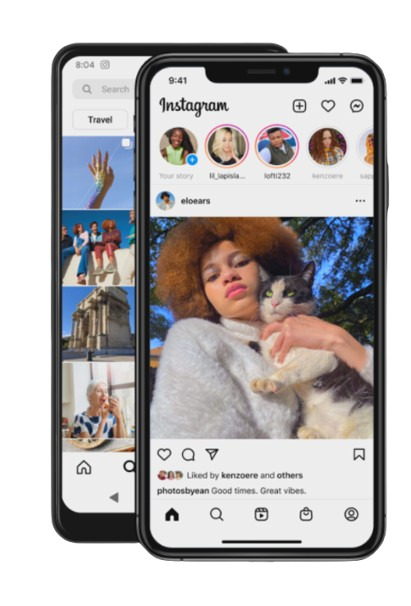 8:04
Search
Travel
9:41
Instagram
Your story
lil_lapisla...
lofti232
kenzoere
sapp
eloears
Liked by kenzoere and others
photosbyean Good times. Great vibes.